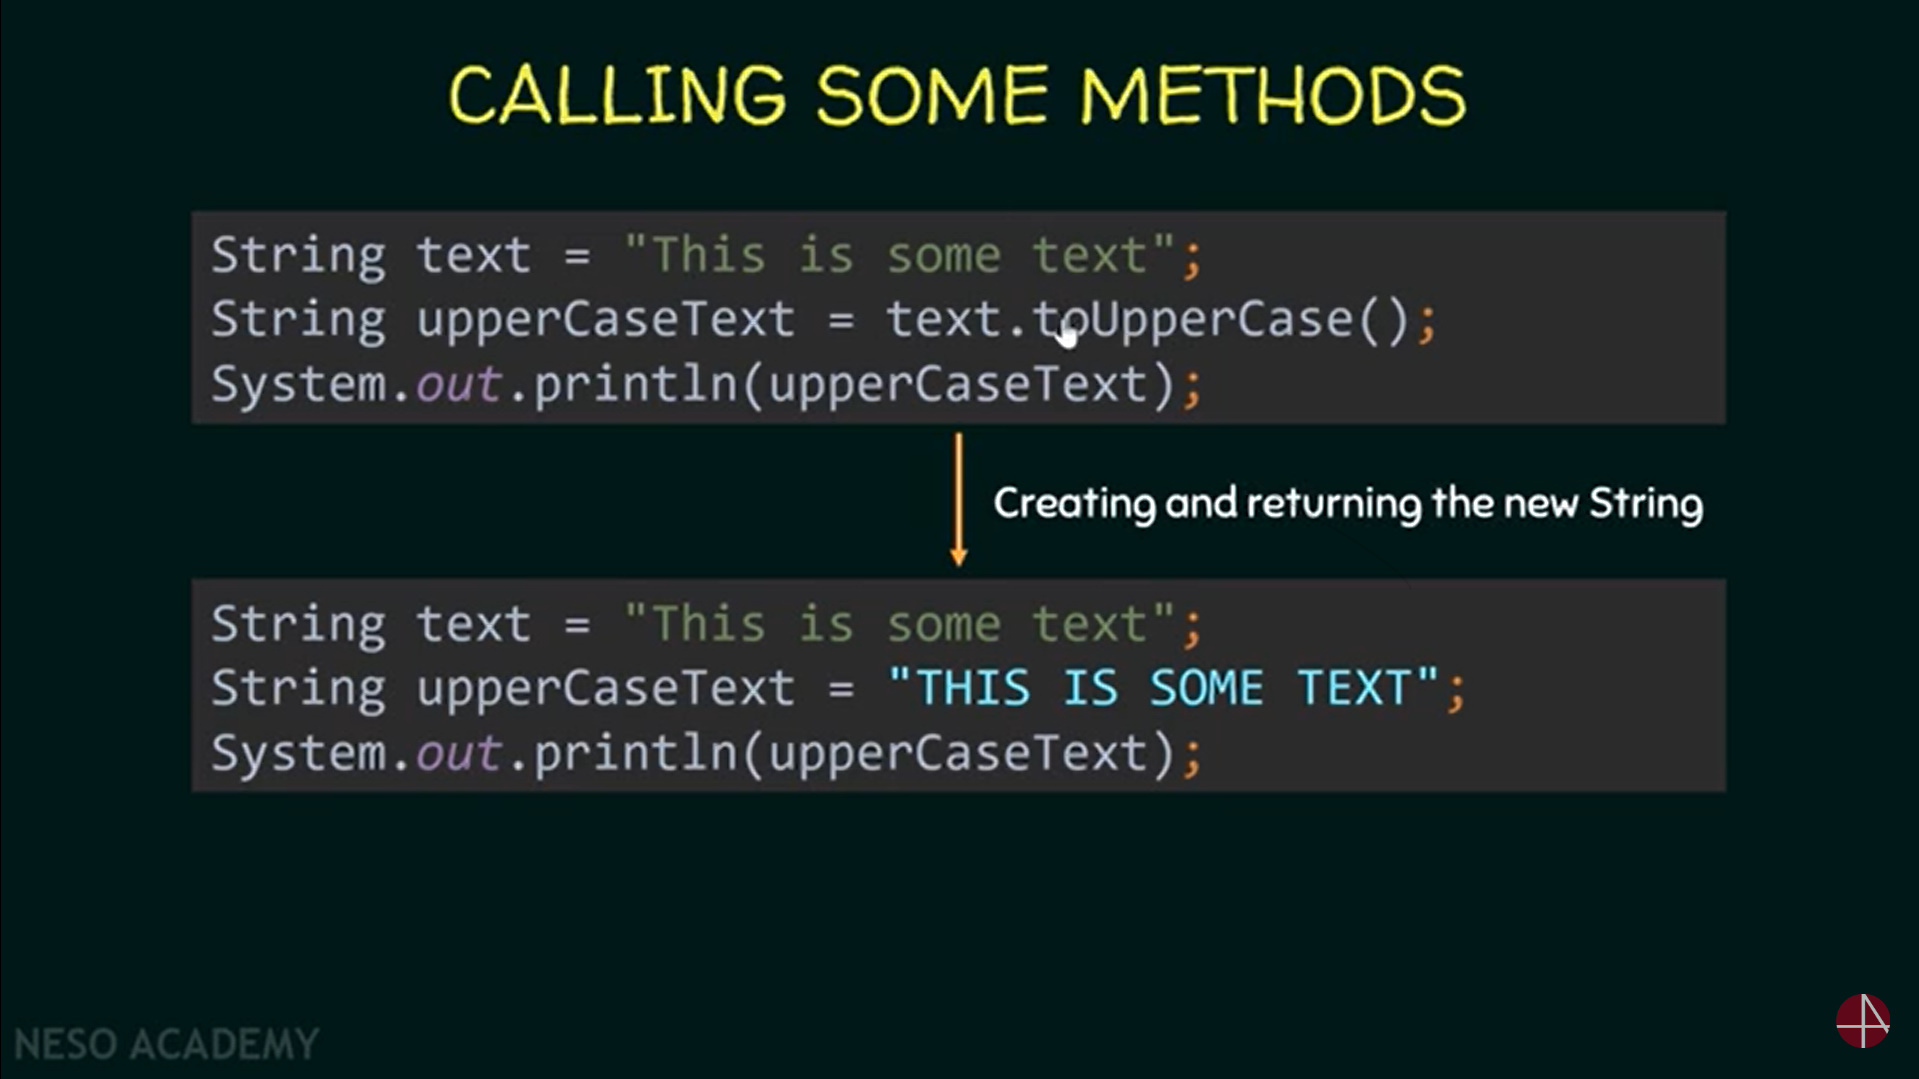 CALLING SOME METHODS
String text = "This is some text";
String upperCaseText = text.toUpperCase();
System.out.println(upperCaseText);
Creating and returning the new String
String text = "This is some text";
String upperCaseText = "THIS IS SOME TEXT";
System.out.println(upperCaseText);
NESO ACADEMY